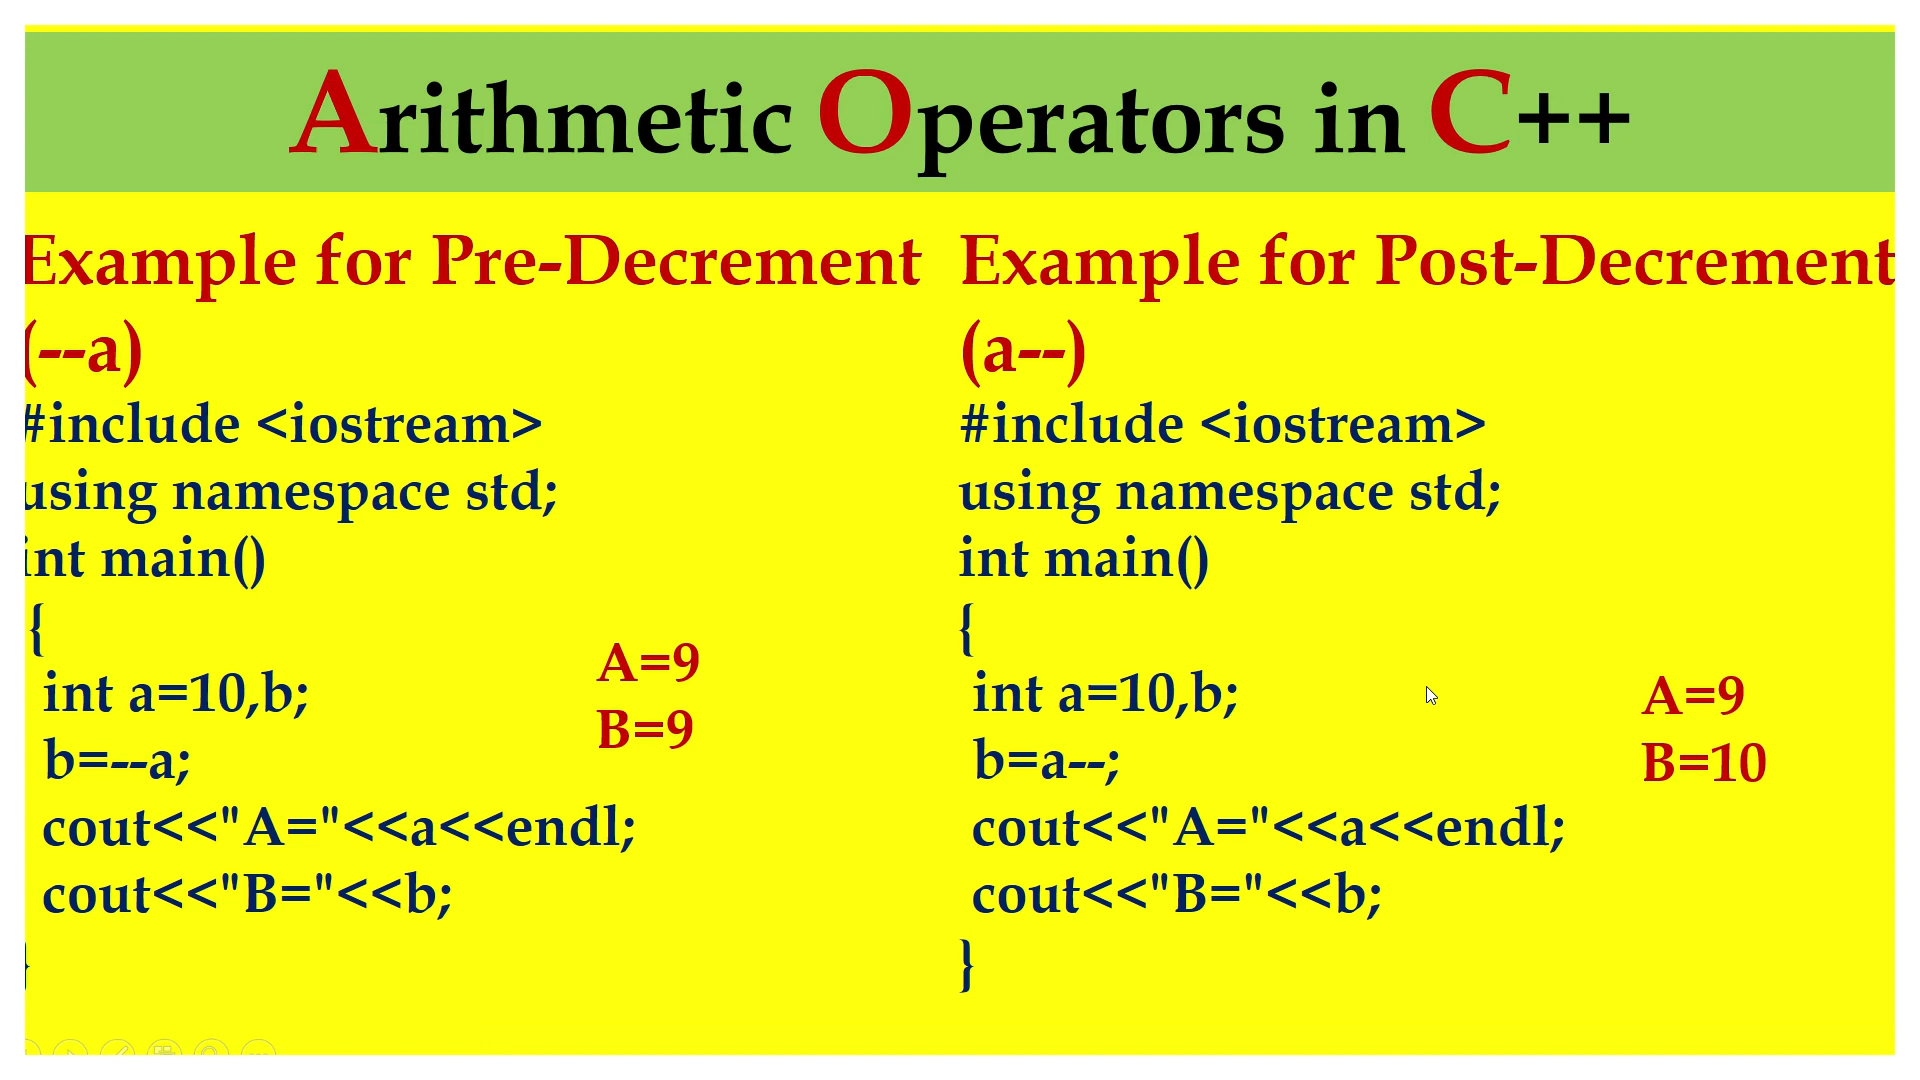 Arithmetic Operators in C++
Example for Pre-Decrement
(--a)
#include <iostream>
using namespace std;
int main()
{
int a=10,b;
b=--a;
cout<<"A="<<a<<endl;
cout<<"B="<<b;
}
A=9
B=9
Example for Post-Decrement
(a--)
#include <iostream>
using namespace std;
int main()
{
int a=10,b;
b=a--;
cout<<"A="<<a<<endl;
cout<<"B="<<b;
}
A=9
B=10